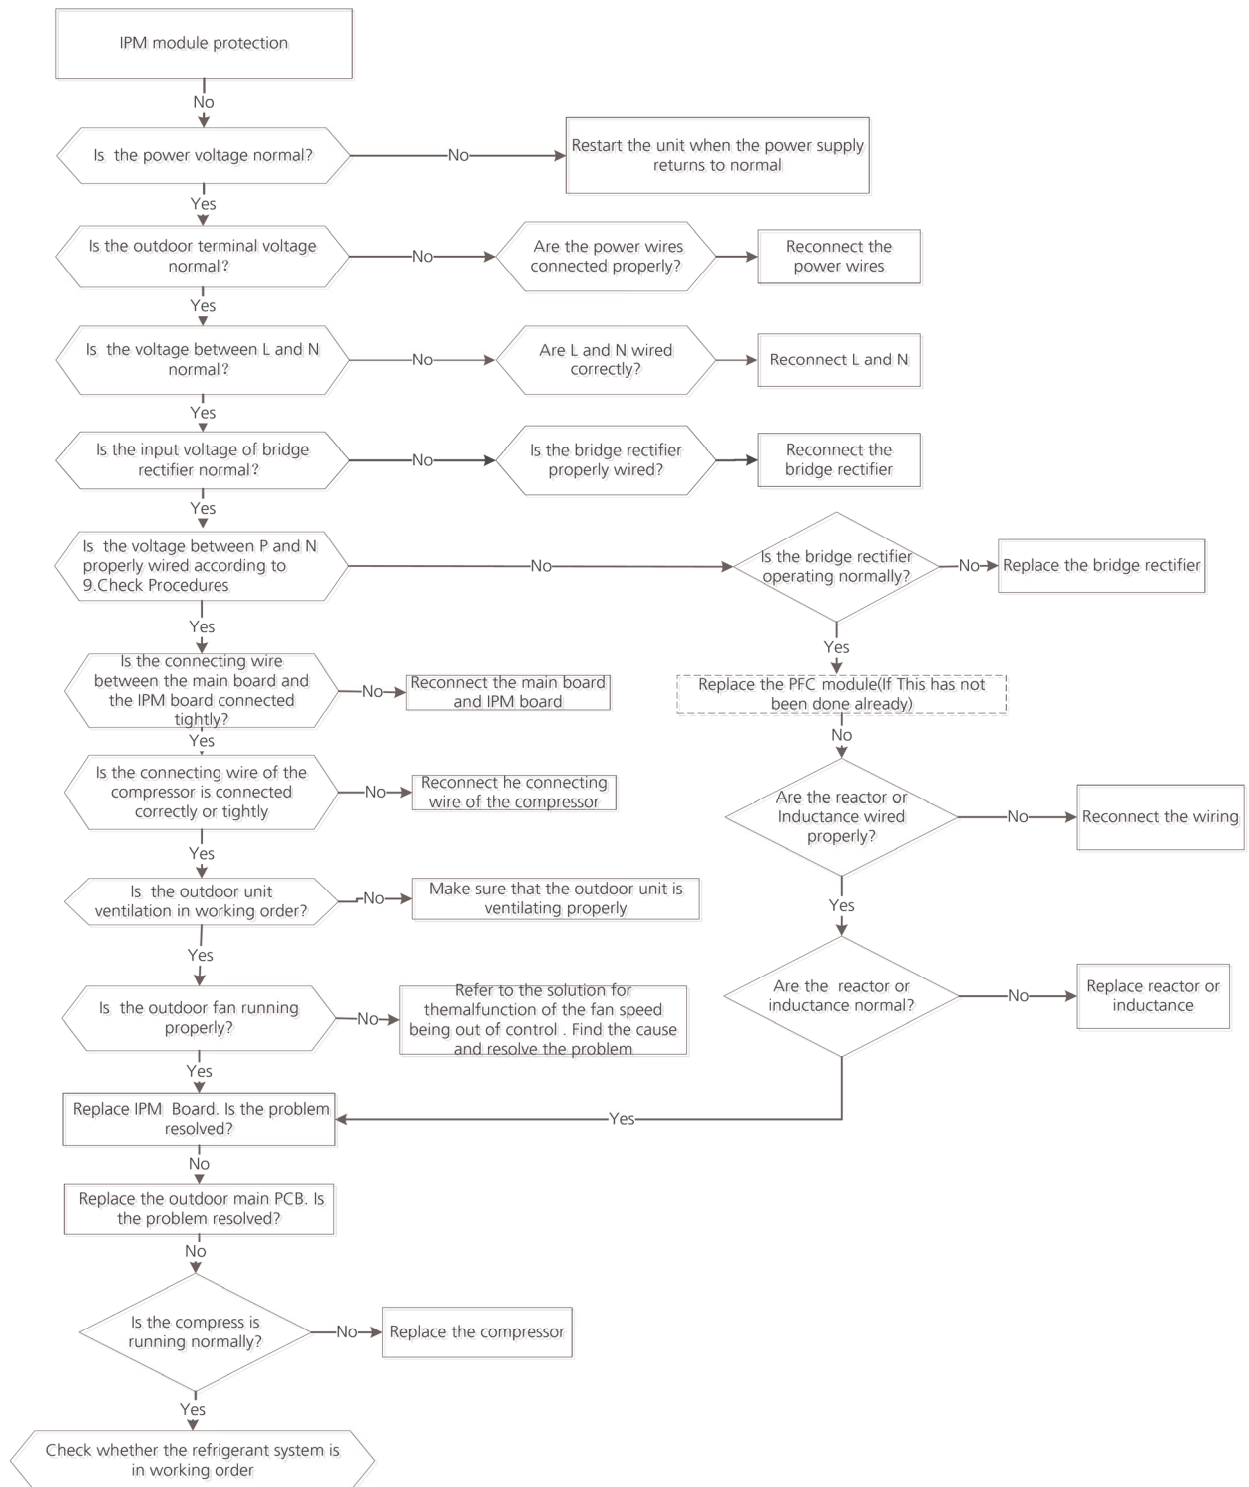 IPM module protection
No
Is the power voltage normal?
No
Restart the unit when the power supply
returns to normal
Yes
Is the outdoor terminal voltage
normal?
No
Are the power wires
connected properly?
Reconnect the
power wires
Yes
Is the voltage between L and N
normal?
No
Are L and N wired
correctly?
Reconnect L and N
Yes
Is the input voltage of bridge
rectifier normal?
No
Is the bridge rectifier
properly wired?
Reconnect the
bridge rectifier
Yes
Is the voltage between P and N
properly wired according to
9.Check Procedures
No
Is the bridge rectifier
operating normally?
No
Replace the bridge rectifier
Yes
Yes
Is the connecting wire
between the main board and
the IPM board connected
tightly?
No
Reconnect the main board
and IPM board
Replace the PFC module(If This has not
been done already)
Yes
No
Is the connecting wire of the
compressor is connected
correctly or tightly
No
Reconnect he connecting
wire of the compressor
Are the reactor or
Inductance wired
properly?
No
Reconnect the wiring
Yes
Is the outdoor unit
ventilation in working order?
No
Make sure that the outdoor unit is
ventilating properly
Yes
Yes
Is the outdoor fan running
properly?
No
Refer to the solution for
themalfunction of the fan speed
being out of control . Find the cause
and resolve the problem
Are the reactor or
inductance normal?
No
Replace reactor or
inductance
Yes
Replace IPM Board. Is the problem
resolved?
Yes
No
Replace the outdoor main PCB. Is
the problem resolved?
No
Is the compress is
running normally?
No
Replace the compressor
Yes
Check whether the refrigerant system is
in working order